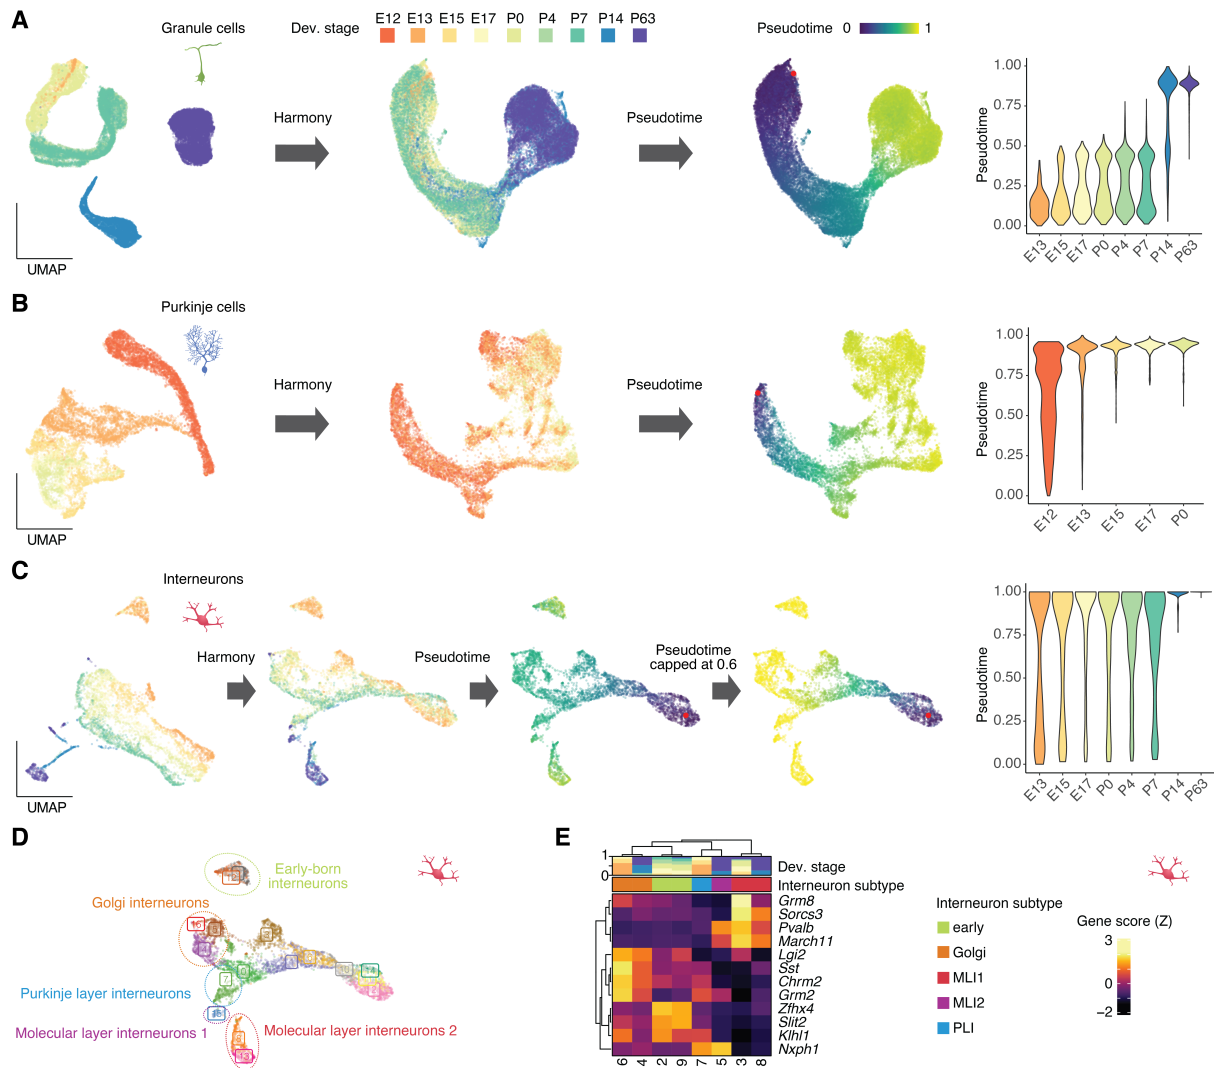 A
Granule cells
Dev. stage
E12 E13 E15 E17 P0 P4 P7 P14 P63
Pseudotime 0 1
Harmony
Pseudotime
UMAP
Pseudotime
1.00
0.75
0.50
0.25
0.00
E13 E15 E17 P0 P4 P7 P14 P63
B
Purkinje cells
Harmony
Pseudotime
UMAP
Pseudotime
1.00
0.75
0.50
0.25
0.00
E12 E13 E15 E17 P0
C
Interneurons
Harmony
Pseudotime
Pseudotime
capped at 0.6
UMAP
Pseudotime
1.00
0.75
0.50
0.25
0.00
E13 E15 E17 P0 P4 P7 P14 P63
D
Early-born
interneurons
Golgi interneurons
Purkinje layer interneurons
Molecular layer interneurons 1
Molecular layer interneurons 2
7
14
13
E
1
0
Dev. stage
Interneuron subtype
Grm8
Sorcs3
Pvalb
March11
Lgi2
Sst
Chrm2
Grm2
Zfhx4
Slit2
Klhl1
Nxph1
6 4 2 9 7 5 3 8
Interneuron subtype
early
Golgi
MLI1
MLI2
PLI
Gene score (Z)
3
0
−2